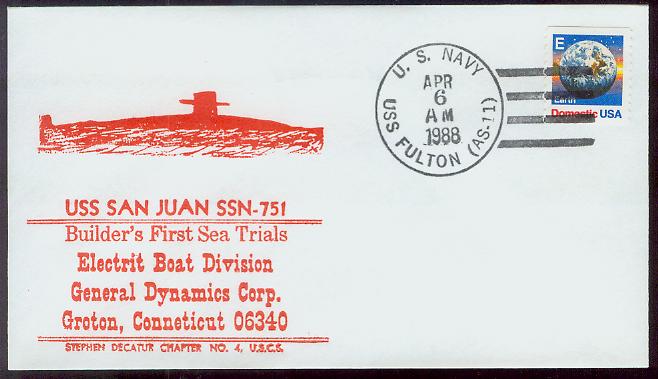 U. S. NAVY
APR
6
AM
1988
USS FULTON (AS-11)
E
Earth
Domestic USA
USS SAN JUAN SSN-751
Builder's First Sea Trials
Electrit Boat Division
General Dynamics Corp.
Groton, Conneticut 06340
STEPHEN DECATUR CHAPTER NO. 4, U.S.C.S.